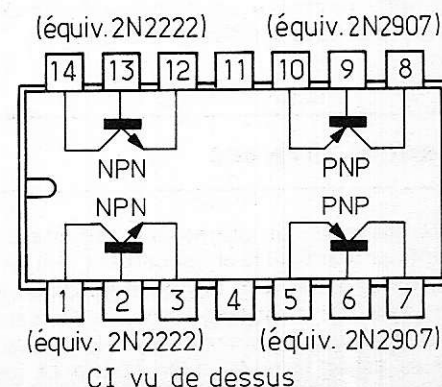 (équiv. 2N2222) (équiv. 2N2907)
14 13 12 11 10 9 8
NPN PNP
NPN PNP
1 2 3 4 5 6 7
(équiv. 2N2222) (équiv. 2N2907)
CI vu de dessus